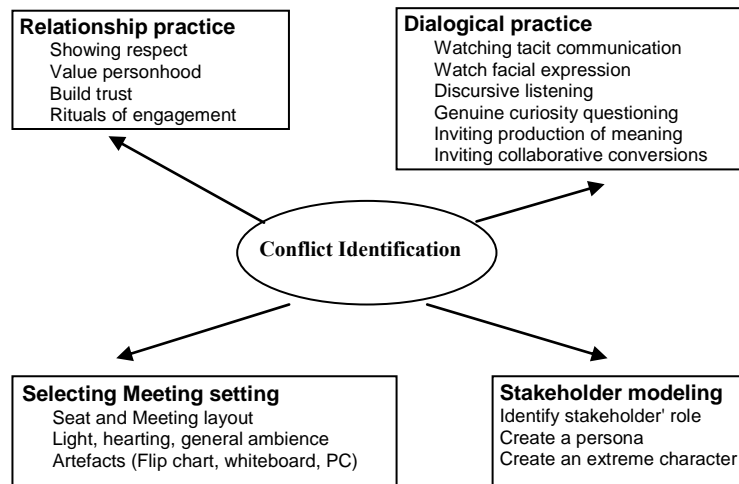 Relationship practice
Showing respect
Value personhood
Build trust
Rituals of engagement
Dialogical practice
Watching tacit communication
Watch facial expression
Discursive listening
Genuine curiosity questioning
Inviting production of meaning
Inviting collaborative conversions
Conflict Identification
Selecting Meeting setting
Seat and Meeting layout
Light, hearting, general ambience
Artefacts (Flip chart, whiteboard, PC)
Stakeholder modeling
Identify stakeholder' role
Create a persona
Create an extreme character